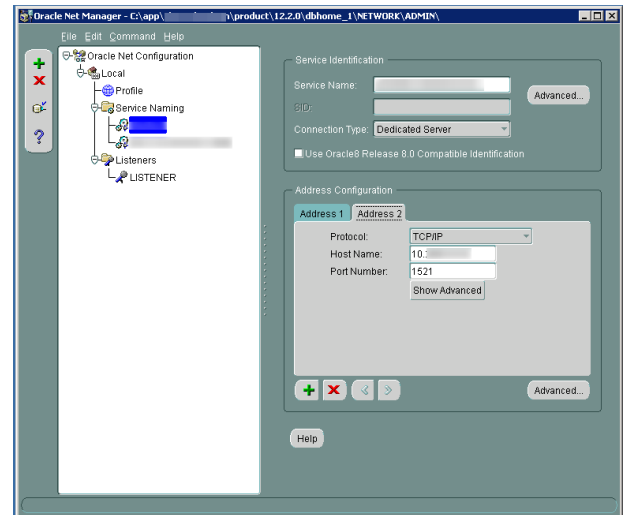 Oracle Net Manager - C:\app\ \product\12.2.0\dbhome_1\NETWORK\ADMIN\
File Edit Command Help
Oracle Net Configuration
Local
Profile
Service Naming
Listeners
LISTENER
Service Identification
Service Name:
Advanced...
SID:
Connection Type: Dedicated Server
Use Oracle8 Release 8.0 Compatible Identification
Address Configuration
Address 1 Address 2
Protocol: TCP/IP
Host Name: 10.
Port Number: 1521
Show Advanced
Advanced...
Help